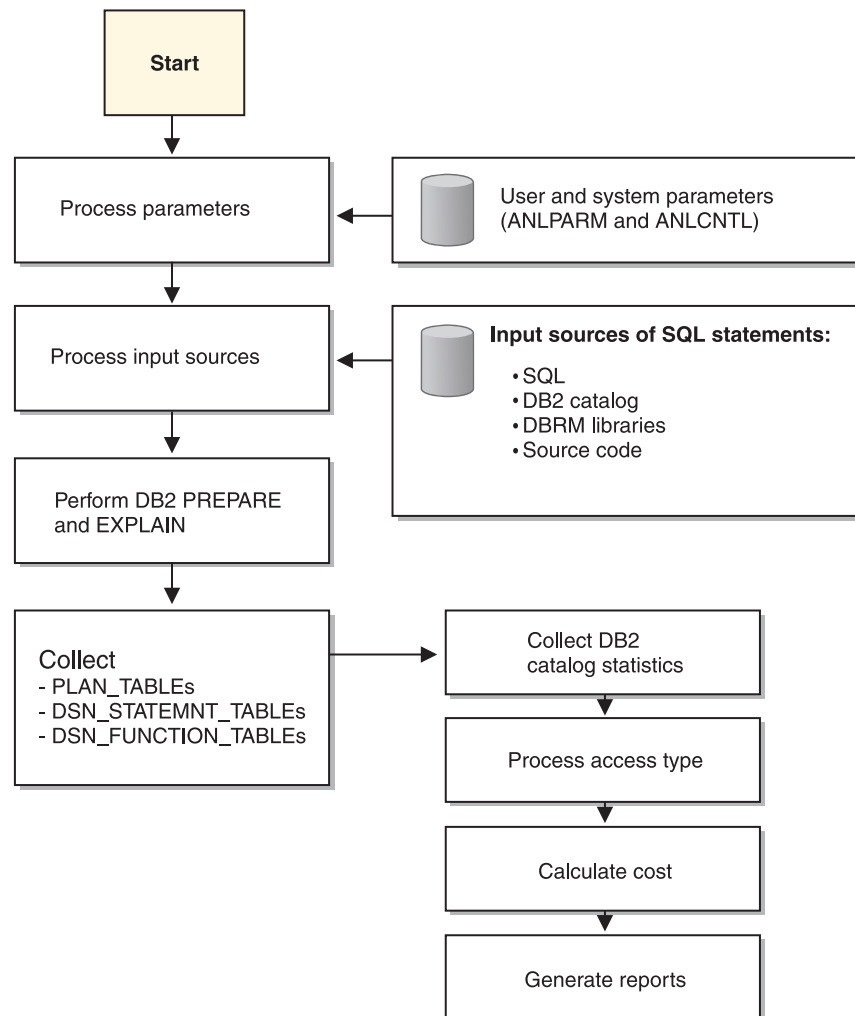 Start
Process parameters
User and system parameters
(ANLPARM and ANLCNTL)
Process input sources
Input sources of SQL statements:
• SQL
• DB2 catalog
• DBRM libraries
• Source code
Perform DB2 PREPARE
and EXPLAIN
Collect
- PLAN_TABLEs
- DSN_STATEMNT_TABLEs
- DSN_FUNCTION_TABLEs
Collect DB2
catalog statistics
Process access type
Calculate cost
Generate reports